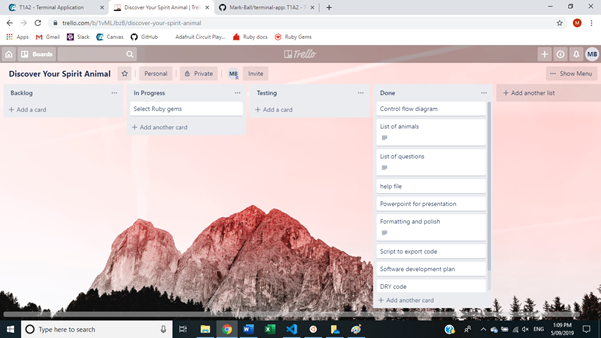 T1A2 - Terminal Application
Discover Your Spirit Animal | Trel
Mark-Ball/terminal-app: T1A2 - T
trello.com/b/1vMLJbzB/discover-your-spirit-animal
M
Apps
Gmail
Slack
Canvas
GitHub
Adafruit Circuit Play...
Ruby docs
Ruby Gems
Boards
Trello
MB
Discover Your Spirit Animal
Personal
Private
MB
Invite
Show Menu
Backlog
+ Add a card
In Progress
Select Ruby gems
+ Add another card
Testing
+ Add a card
Done
Control flow diagram
List of animals
List of questions
help file
Powerpoint for presentation
Formatting and polish
Script to export code
Software development plan
DRY code
+ Add another card
+ Add another list
Type here to search
ENG
1:09 PM
5/09/2019